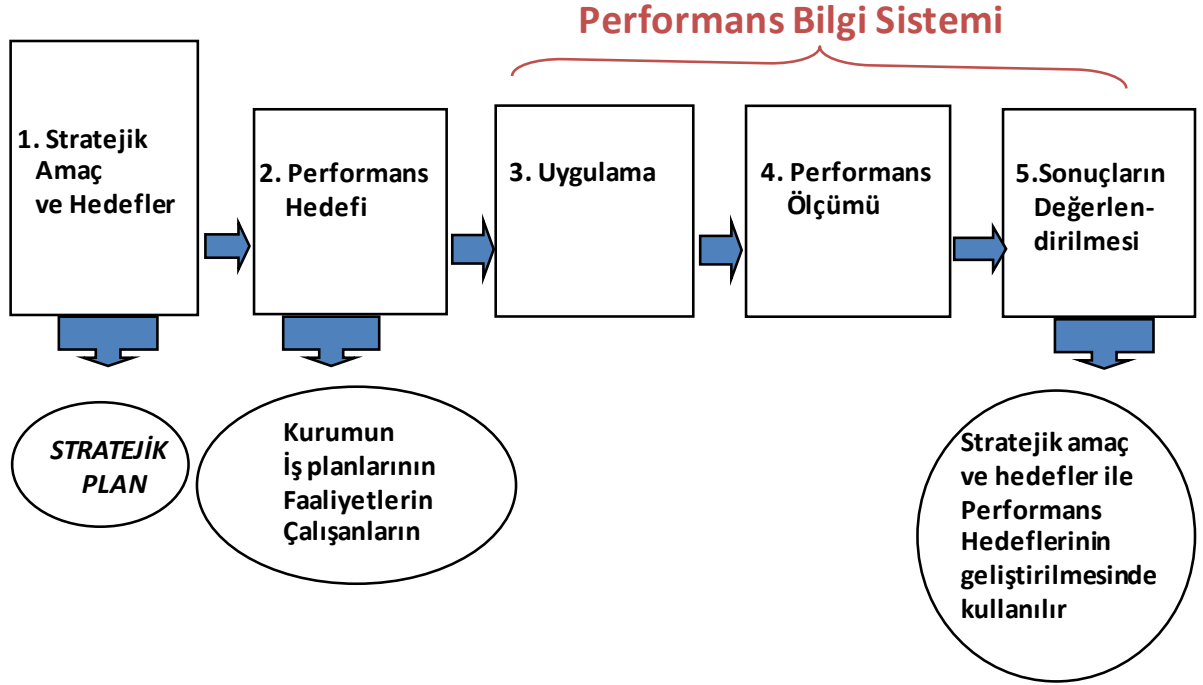 Performans Bilgi Sistemi
1. Stratejik
Amaç
ve Hedefler
2. Performans
Hedefi
3. Uygulama
4. Performans
Ölçümü
5.Sonuçların
Değerlen-
dirilmesi
STRATEJİK
PLAN
Kurumun
İş planlarının
Faaliyetlerin
Çalışanların
Stratejik amaç
ve hedefler ile
Performans
Hedeflerinin
geliştirilmesinde
kullanılır